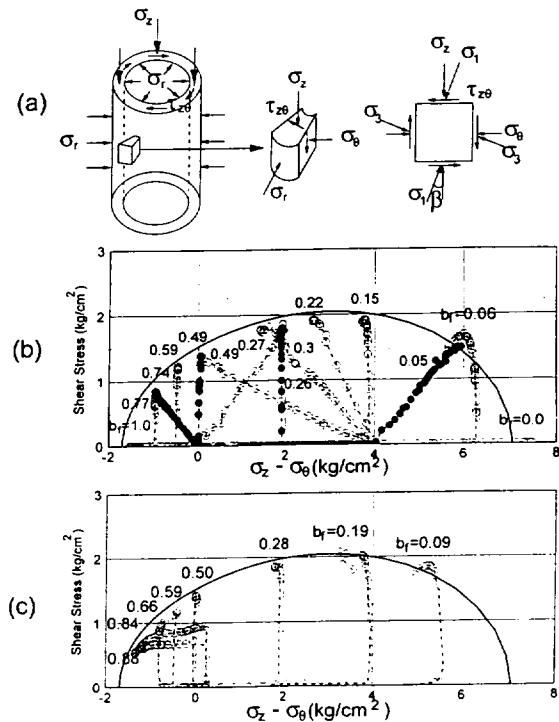 (a)
σz
σr
τzθ
σr
σz
τzθ
σθ
σr
σz
σ1
τzθ
σ3
σθ
σ3
σ1
β
(b)
Shear Stress (kg/cm²)
3
2
1
0
0.22
0.15
bf=0.06
0.49
0.27
0.59
0.49
0.3
0.74
0.26
0.05
0.77
bf=1.0
bf=0.0
-2
0
2
4
6
8
σz - σθ (kg/cm²)
(c)
Shear Stress (kg/cm²)
3
2
1
0
bf=0.19
bf=0.09
0.28
0.50
0.59
0.66
0.84
0.88
-2
0
2
4
6
8
σz - σθ (kg/cm²)